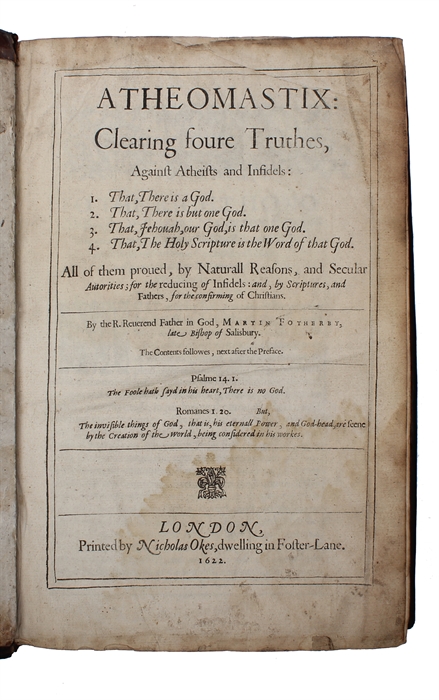 ATHEOMASTIX:
Clearing foure Truthes,
Againſt Atheiſts and Infidels:
1. That, There is a God.
2. That, There is but one God.
3. That, Jehouah, our God, is that one God.
4. That, The Holy Scripture is the Word of that God.
All of them proued, by Naturall Reaſons, and Secular
Autorities; for the reducing of Infidels: and, by Scriptures, and
Fathers, for the confirming of Chriſtians.
By the R. Reuerend Father in God, MARTIN FOTHERBY,
late Biſhop of Salisbury.
The Contents followes, next after the Preface.
Pſalme 14. 1.
The Foole hath ſayd in his heart, There is no God.
Romanes 1. 20. But,
The inviſible things of God, that is, his eternall Power, and God-head, are ſeene
by the Creation of the World, being conſidered in his workes.
LONDON,
Printed by Nicholas Okes, dwelling in Foſter-Lane.
1622.